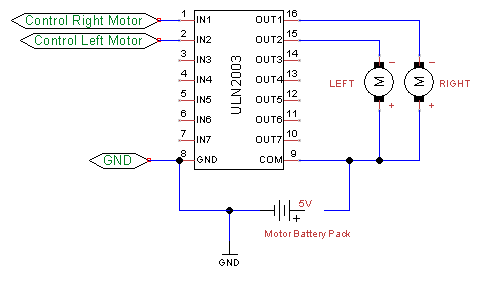 Control Right Motor 1 IN1 OUT1 16
Control Left Motor 2 IN2 OUT2 15
3 IN3 OUT3 14
4 IN4 OUT4 13
5 IN5 OUT5 12
6 IN6 OUT6 11
7 IN7 OUT7 10
GND 8 GND COM 9
ULN2003
− −
LEFT M M RIGHT
+ +
5V
+
Motor Battery Pack
GND